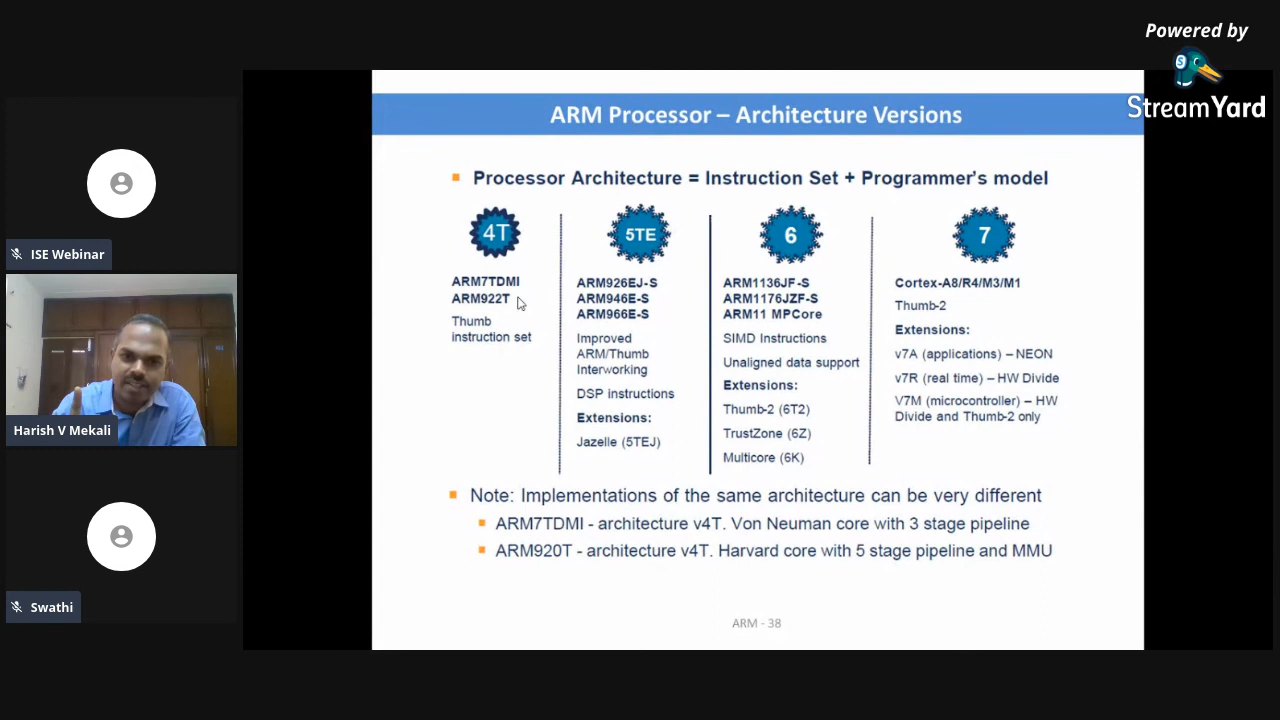 Powered by
StreamYard
ISE Webinar
Harish V Mekali
Swathi
ARM Processor – Architecture Versions
Processor Architecture = Instruction Set + Programmer's model
4T
ARM7TDMI
ARM922T
Thumb
instruction set
5TE
ARM926EJ-S
ARM946E-S
ARM966E-S
Improved
ARM/Thumb
Interworking
DSP instructions
Extensions:
Jazelle (5TEJ)
6
ARM1136JF-S
ARM1176JZF-S
ARM11 MPCore
SIMD Instructions
Unaligned data support
Extensions:
Thumb-2 (6T2)
TrustZone (6Z)
Multicore (6K)
7
Cortex-A8/R4/M3/M1
Thumb-2
Extensions:
v7A (applications) – NEON
v7R (real time) – HW Divide
V7M (microcontroller) – HW
Divide and Thumb-2 only
Note: Implementations of the same architecture can be very different
ARM7TDMI - architecture v4T. Von Neuman core with 3 stage pipeline
ARM920T - architecture v4T. Harvard core with 5 stage pipeline and MMU
ARM - 38